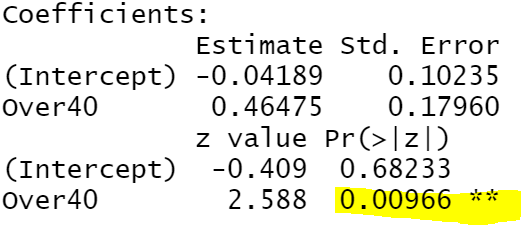 Coefficients:
Estimate Std. Error
(Intercept) -0.04189 0.10235
Over40 0.46475 0.17960
z value Pr(>|z|)
(Intercept) -0.409 0.68233
Over40 2.588 0.00966 **